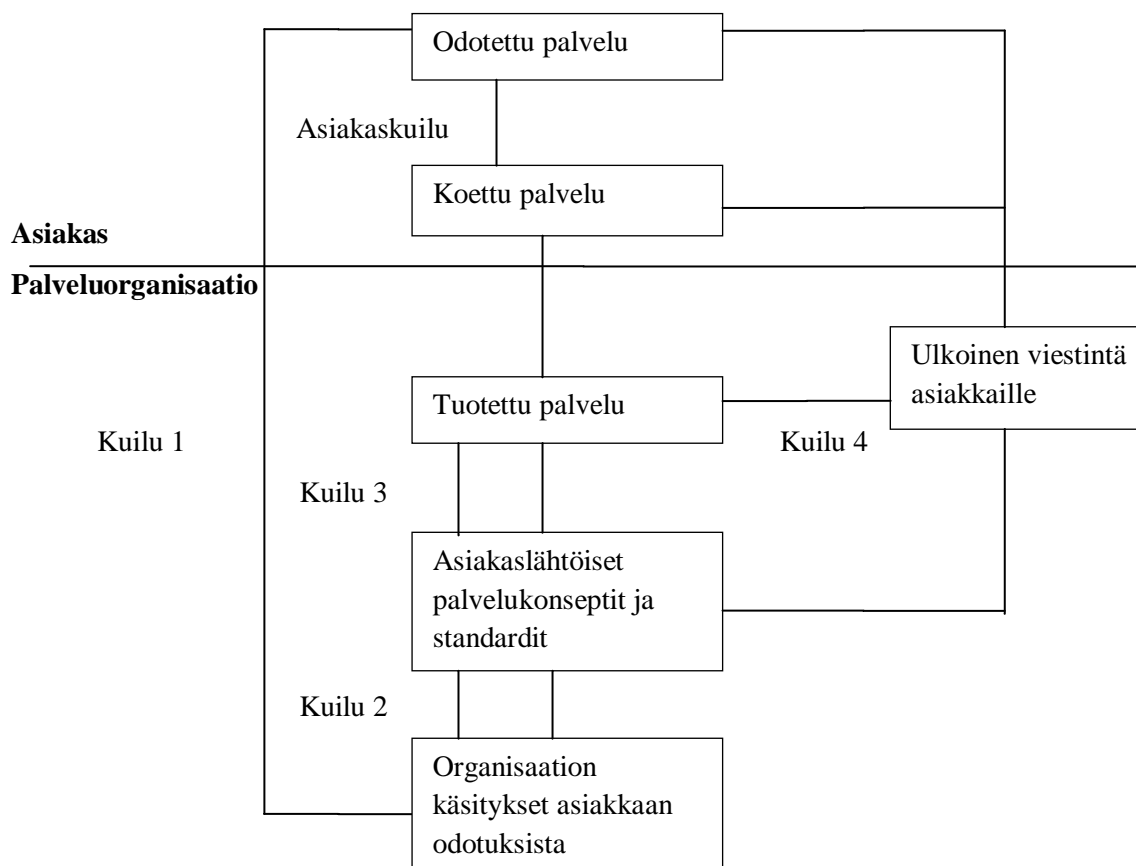 Odotettu palvelu
Asiakaskuilu
Koettu palvelu
Asiakas
Palveluorganisaatio
Ulkoinen viestintä
asiakkaille
Tuotettu palvelu
Kuilu 1
Kuilu 4
Kuilu 3
Asiakaslähtöiset
palvelukonseptit ja
standardit
Kuilu 2
Organisaation
käsitykset asiakkaan
odotuksista